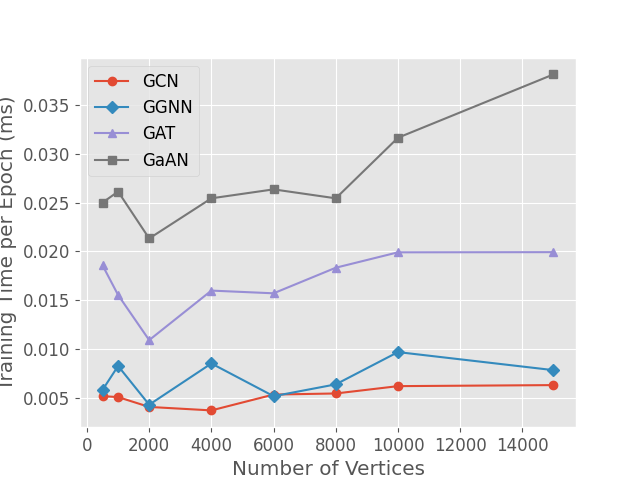 GCN
GGNN
GAT
GaAN
Training Time per Epoch (ms)
0.035
0.030
0.025
0.020
0.015
0.010
0.005
0 2000 4000 6000 8000 10000 12000 14000
Number of Vertices